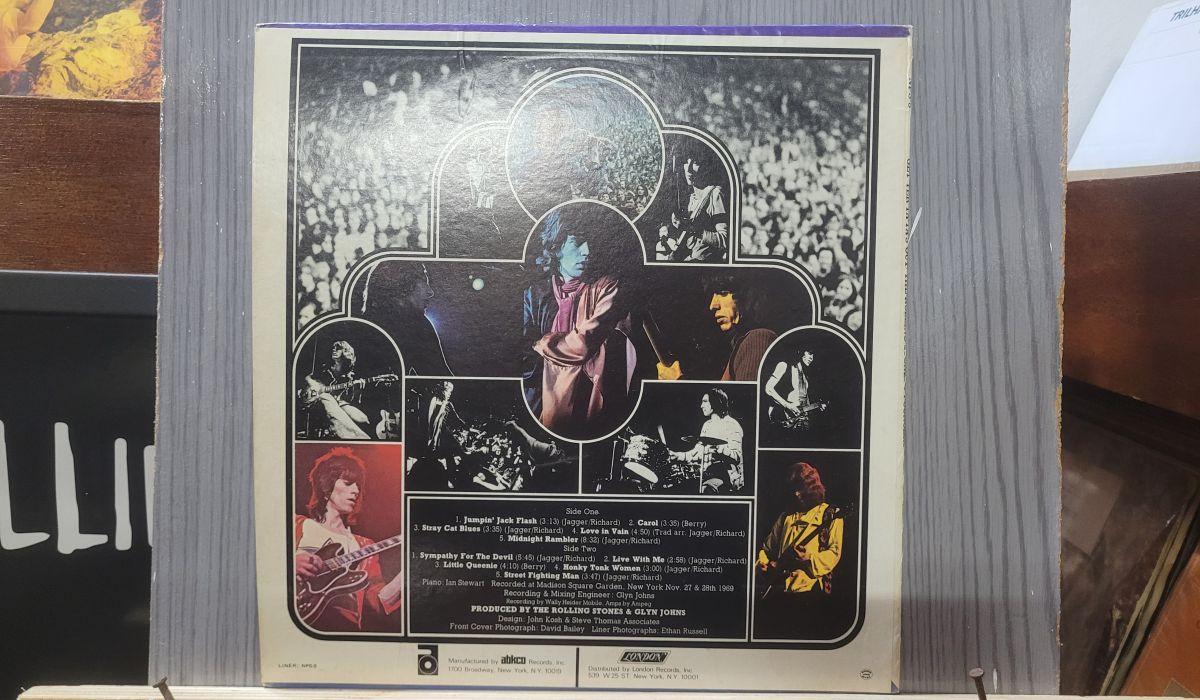 TRILH
LLI
Side One
1. Jumpin' Jack Flash (3:13) (Jagger/Richard) 2. Carol (3:35) (Berry)
3. Stray Cat Blues (3:35) (Jagger/Richard) 4. Love in Vain (4:50) (Trad arr. Jagger/Richard)
5. Midnight Rambler (8:32) (Jagger/Richard)
Side Two
1. Sympathy For The Devil (5:45) (Jagger/Richard) 2. Live With Me (2:58) (Jagger/Richard)
3. Little Queenie (4:10) (Berry) 4. Honky Tonk Women (3:00) (Jagger/Richard)
5. Street Fighting Man (3:47) (Jagger/Richard)
Piano: Ian Stewart Recorded at Madison Square Garden, New York Nov. 27 & 28th 1969
Recording & Mixing Engineer: Glyn Johns
Recording by Wally Heider Mobile. Amps by Ampeg
PRODUCED BY THE ROLLING STONES & GLYN JOHNS
Design: John Kosh & Steve Thomas Associates
Front Cover Photograph: David Bailey Liner Photographs: Ethan Russell
LINER: NPS-5
Manufactured by abkco Records, Inc.
1700 Broadway, New York, N.Y. 10019
LONDON
Distributed by London Records, Inc.
539 W 25 ST. New York, N.Y. 10001